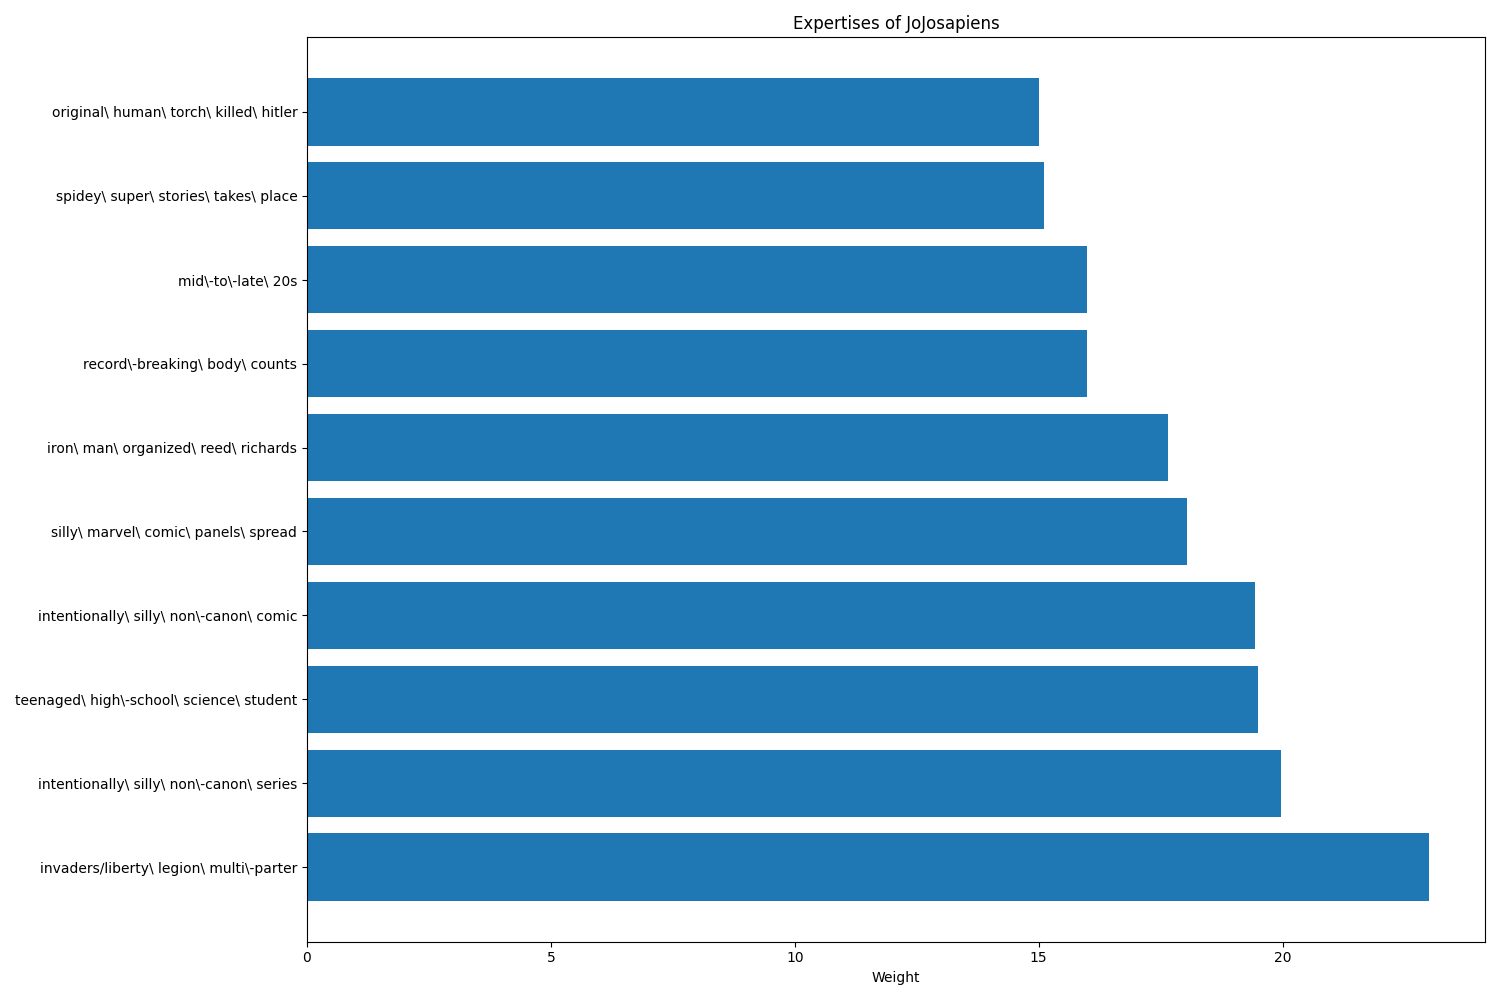 Expertises of JoJosapiens
original\ human\ torch\ killed\ hitler
spidey\ super\ stories\ takes\ place
mid\-to\-late\ 20s
record\-breaking\ body\ counts
iron\ man\ organized\ reed\ richards
silly\ marvel\ comic\ panels\ spread
intentionally\ silly\ non\-canon\ comic
teenaged\ high\-school\ science\ student
intentionally\ silly\ non\-canon\ series
invaders/liberty\ legion\ multi\-parter
0 5 10 15 20
Weight